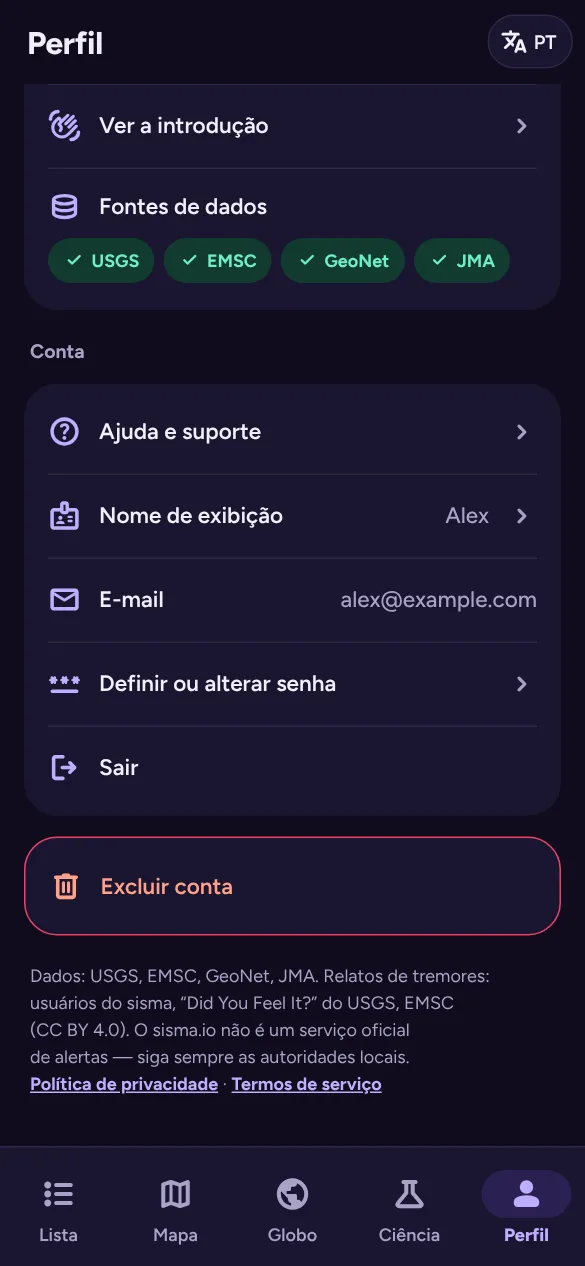 Perfil
PT
Ver a introdução
Fontes de dados
USGS
EMSC
GeoNet
JMA
Conta
Ajuda e suporte
Nome de exibição
Alex
E-mail
alex@example.com
Definir ou alterar senha
Sair
Excluir conta
Dados: USGS, EMSC, GeoNet, JMA. Relatos de tremores:
usuários do sisma, “Did You Feel It?” do USGS, EMSC
(CC BY 4.0). O sisma.io não é um serviço oficial
de alertas — siga sempre as autoridades locais.
Política de privacidade · Termos de serviço
Lista
Mapa
Globo
Ciência
Perfil